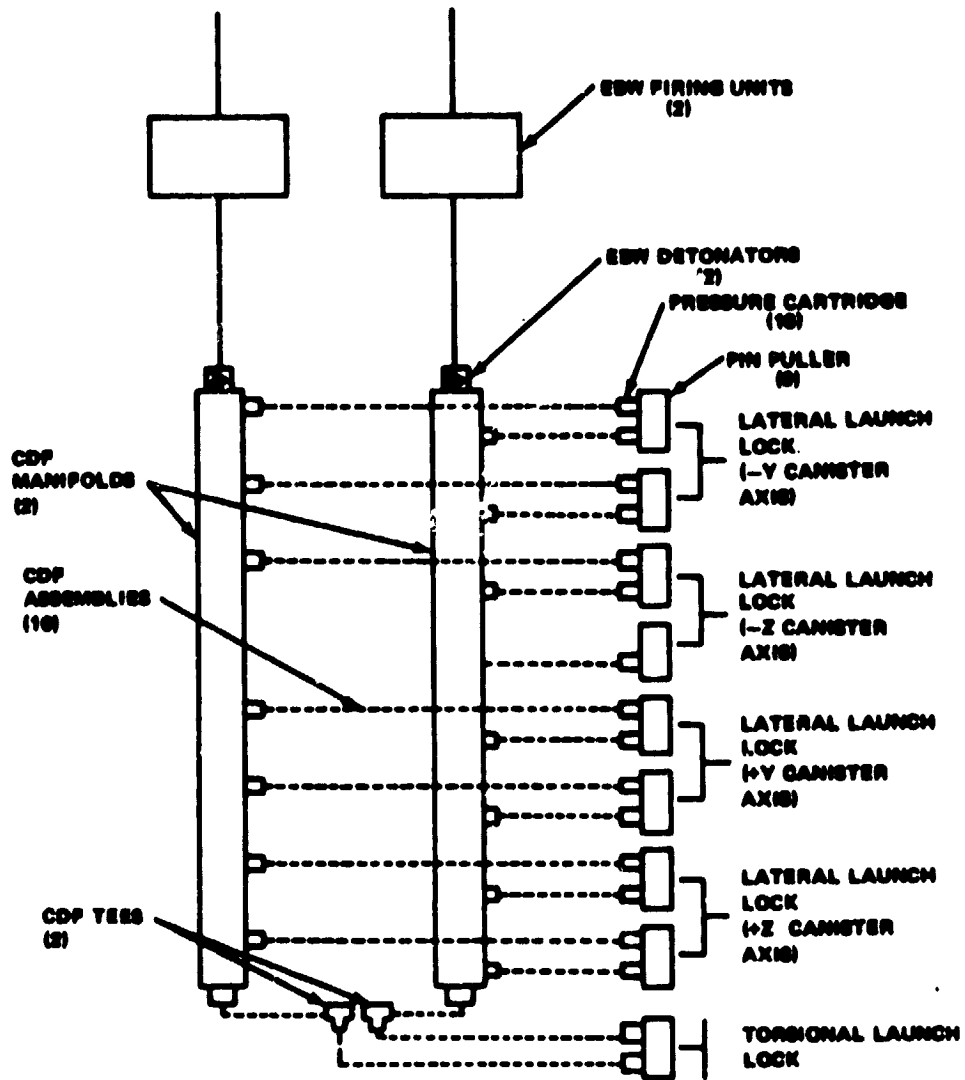 EBW FIRING UNITS
(2)
EBW DETONATORS
2)
PRESSURE CARTRIDGE
(18)
PIN PULLER
(9)
LATERAL LAUNCH
LOCK
(–Y CANISTER
AXIS)
CDF
MANIFOLDS
(2)
CDF
ASSEMBLIES
LATERAL LAUNCH
LOCK
(–Z CANISTER
AXIS)
LATERAL LAUNCH
LOCK
(+Y CANISTER
AXIS)
LATERAL LAUNCH
LOCK
(+Z CANISTER
AXIS)
CDF TEES
(2)
TORSIONAL LAUNCH
LOCK